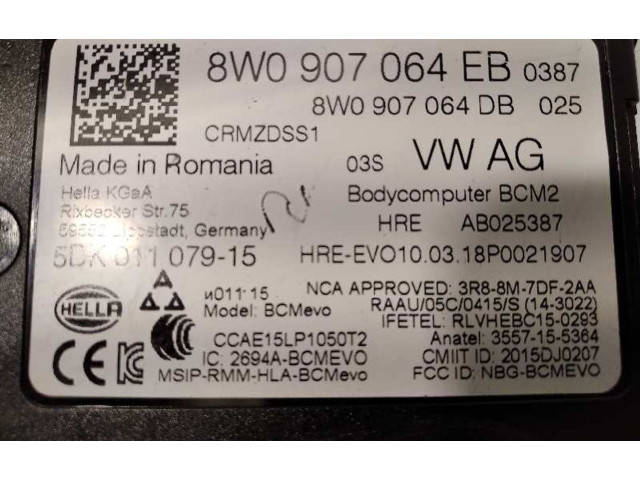 8W0 907 064 EB 0387
8W0 907 064 DB 025
CRMZDSS1
Made in Romania 03S VW AG
Hella KGaA Bodycomputer BCM2
Rixbecker Str.75 HRE AB025387
59552 Lippstadt, Germany
5DK 011 079-15 HRE-EVO10.03.18P0021907
NCA APPROVED: 3R8-8M-7DF-2AA
и011-15 RAAU/05C/0415/S (14-3022)
HELLA Model: BCMevo IFETEL: RLVHEBC15-0293
CCAE15LP1050T2 Anatel: 3557-15-5364
IC: 2694A-BCMEVO CMIIT ID: 2015DJ0207
CE MSIP-RMM-HLA-BCMevo FCC ID: NBG-BCMEVO